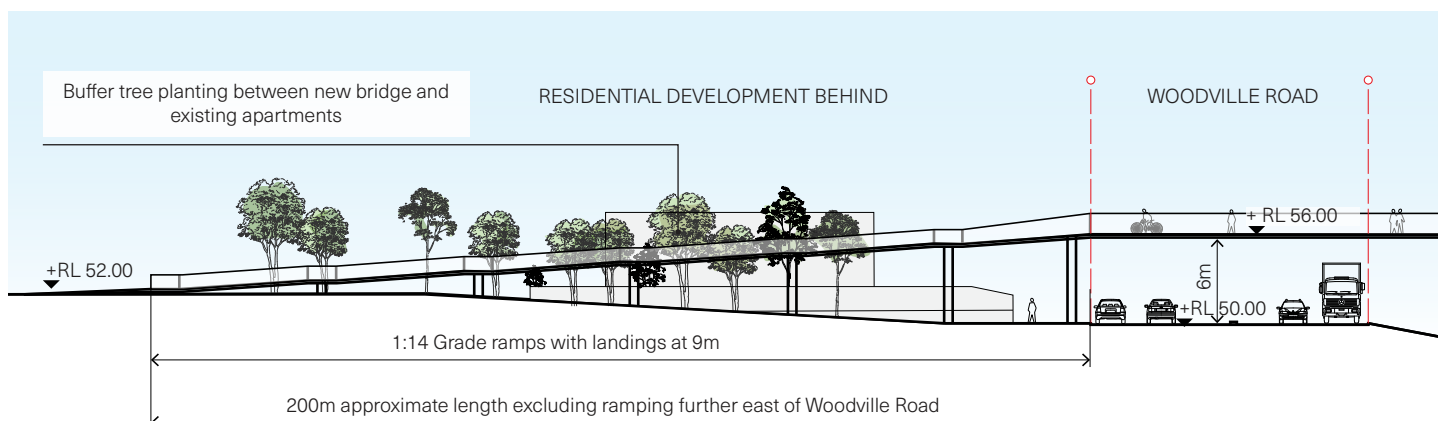 Buffer tree planting between new bridge and
existing apartments
RESIDENTIAL DEVELOPMENT BEHIND
WOODVILLE ROAD
+RL 52.00
+ RL 56.00
6m
+RL 50.00
1:14 Grade ramps with landings at 9m
200m approximate length excluding ramping further east of Woodville Road